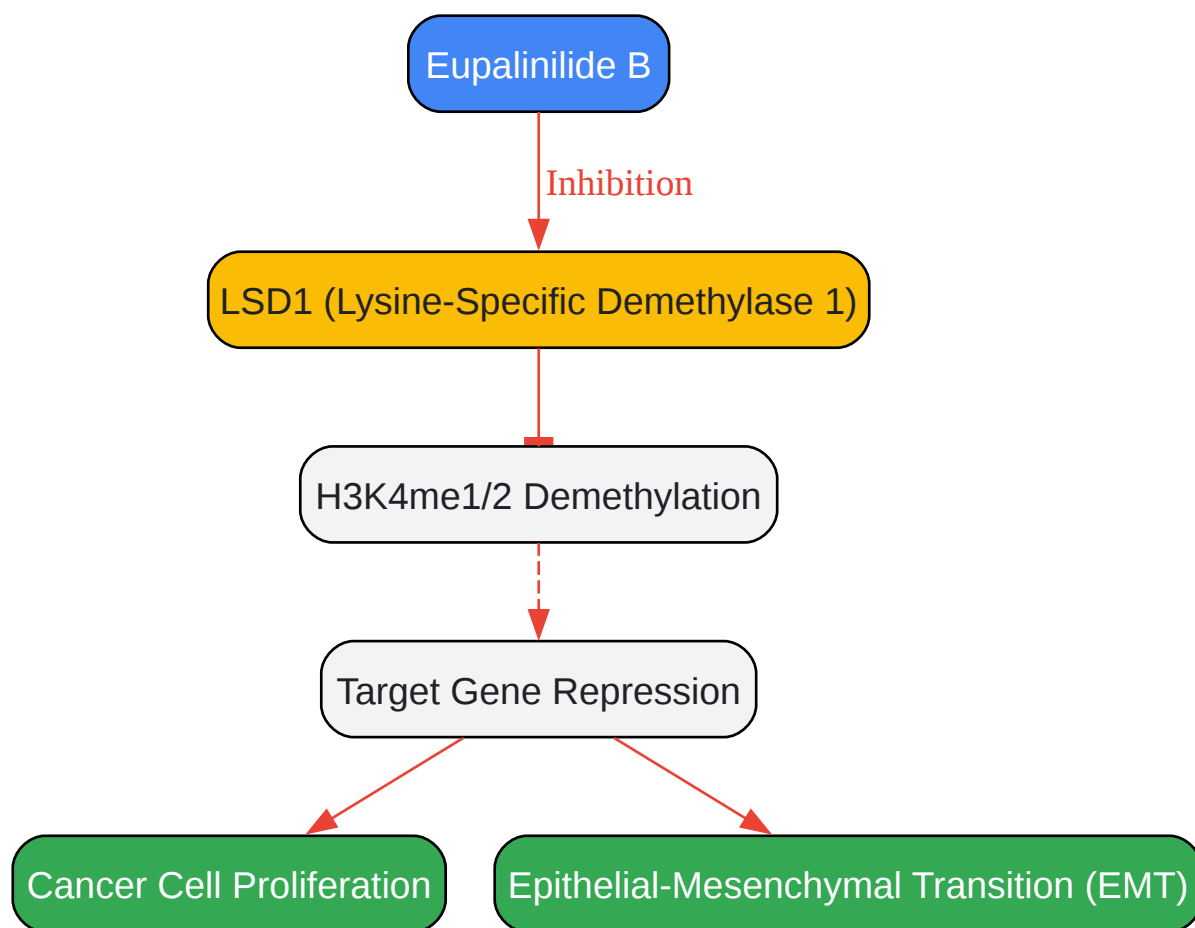 Eupalinilide B
Inhibition
LSD1 (Lysine-Specific Demethylase 1)
H3K4me1/2 Demethylation
Target Gene Repression
Cancer Cell Proliferation
Epithelial-Mesenchymal Transition (EMT)